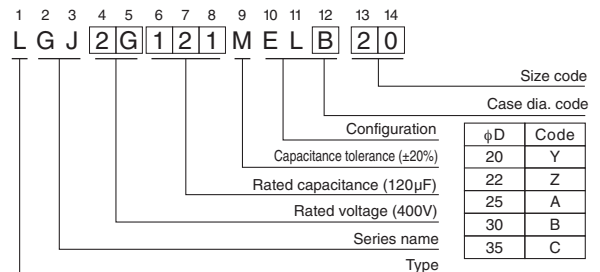 1 2 3 4 5 6 7 8 9 10 11 12 13 14
L G J 2 G 1 2 1 M E L B 2 0
Size code
Case dia. code
Configuration
Capacitance tolerance (±20%)
Rated capacitance (120µF)
Rated voltage (400V)
Series name
Type
ϕD Code
20 Y
22 Z
25 A
30 B
35 C